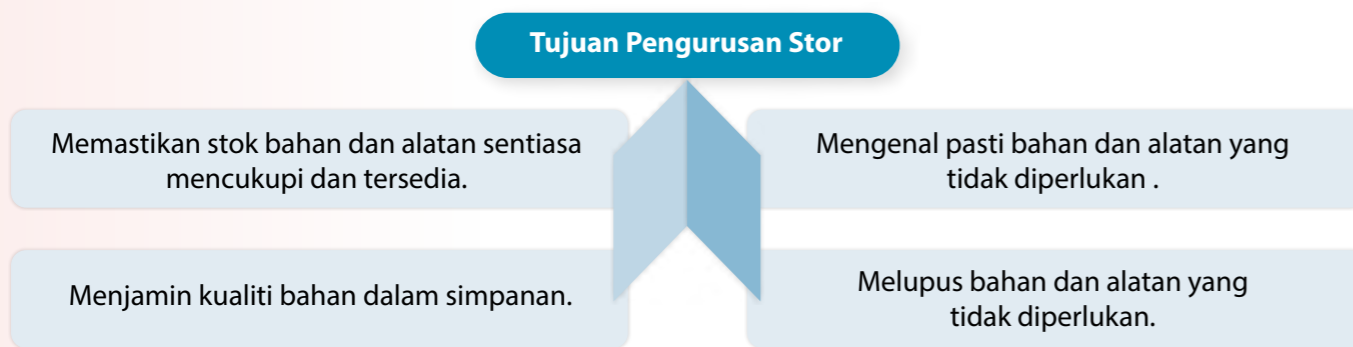 Tujuan Pengurusan Stor
Memastikan stok bahan dan alatan sentiasa
mencukupi dan tersedia.
Mengenal pasti bahan dan alatan yang
tidak diperlukan .
Menjamin kualiti bahan dalam simpanan.
Melupus bahan dan alatan yang
tidak diperlukan.